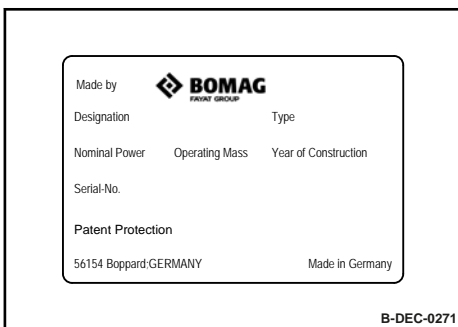 Made by BOMAG
FAYAT GROUP
Designation Type
Nominal Power Operating Mass Year of Construction
Serial-No.
Patent Protection
56154 Boppard;GERMANY Made in Germany
B-DEC-0271